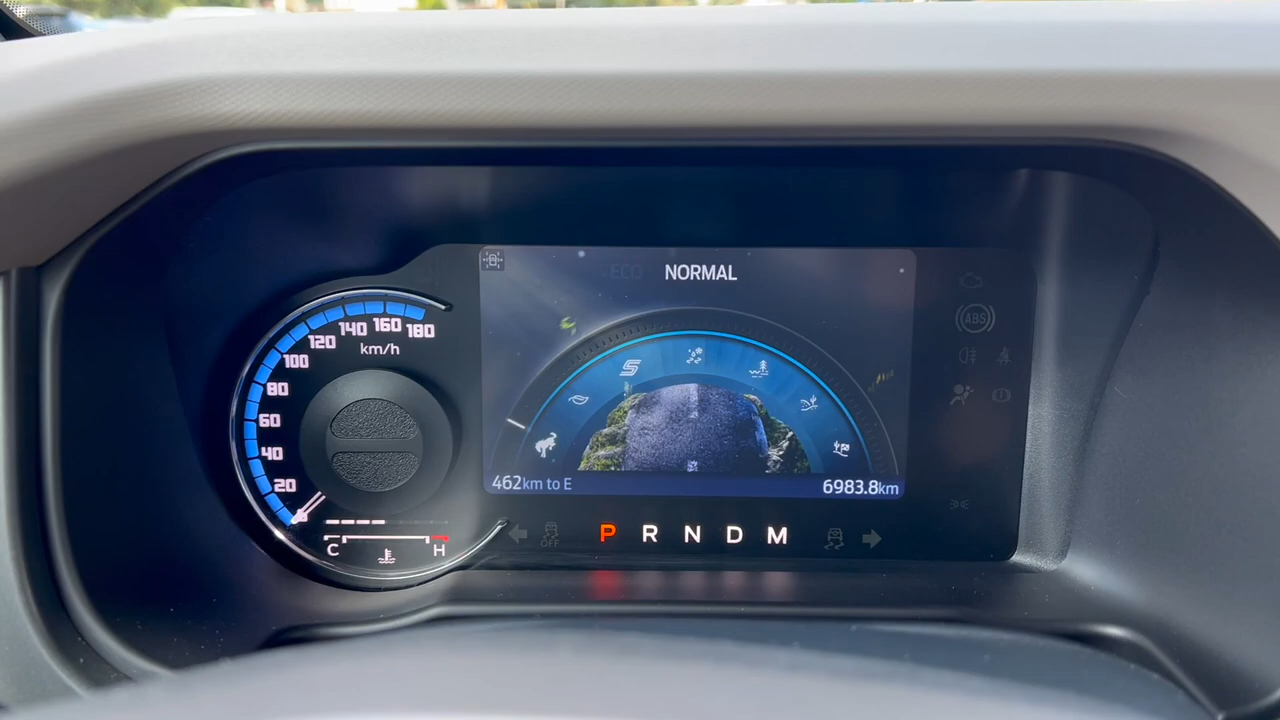 ECO NORMAL
180
160
140
120
km/h
100
80
60
40
20
ABS
462km to E
6983.8km
OFF
P R N D M
C H